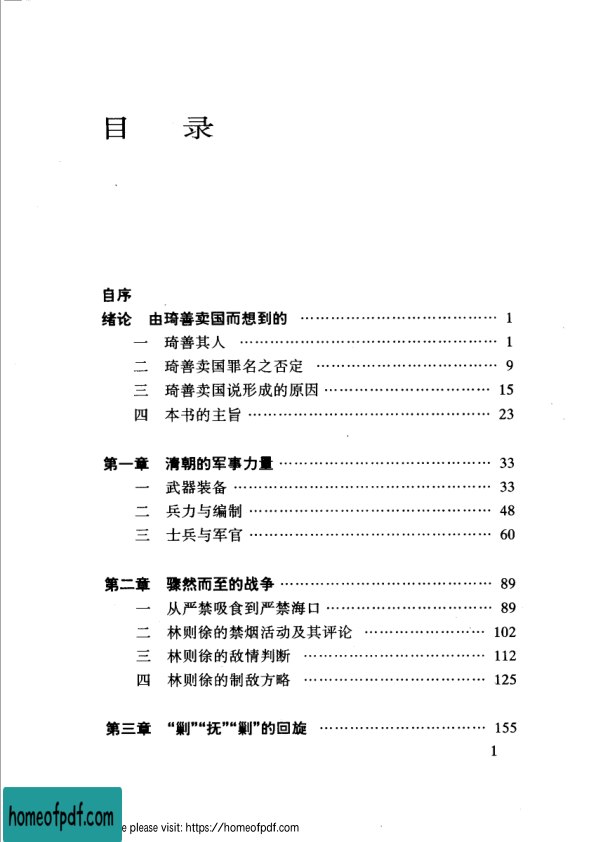 目 录
自序
绪论 由琦善卖国而想到的 …………………………………… 1
一 琦善其人 ……………………………………………… 1
二 琦善卖国罪名之否定 ………………………………… 9
三 琦善卖国说形成的原因 …………………………… 15
四 本书的主旨 ………………………………………… 23
第一章 清朝的军事力量 …………………………………… 33
一 武器装备 …………………………………………… 33
二 兵力与编制 ………………………………………… 48
三 士兵与军官 ………………………………………… 60
第二章 骤然而至的战争 …………………………………… 89
一 从严禁吸食到严禁海口 …………………………… 89
二 林则徐的禁烟活动及其评论 …………………… 102
三 林则徐的敌情判断 ……………………………… 112
四 林则徐的制敌方略 ……………………………… 125
第三章 “剿”“抚”“剿”的回旋 …………………………… 155
1
homeofpdf.com
e please visit: https://homeofpdf.com